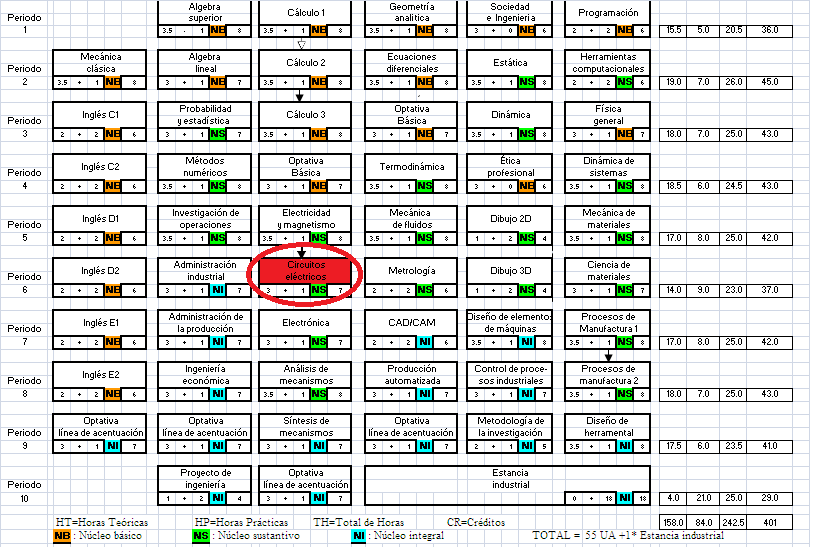 Algebra superior Cálculo 1 Geometría analítica Sociedad e Ingeniería Programación
Periodo 1 3.5 - 1 NB 8 3.5 + 1 NB 8 3.5 + 1 NB 8 3 + 0 NB 6 2 + 2 NB 6 15.5 5.0 20.5 36.0
Mecánica clásica Algebra lineal Cálculo 2 Ecuaciones diferenciales Estática Herramientas computacionales
Periodo 2 3.5 + 1 NB 8 3 + 1 NB 7 3.5 + 1 NB 8 3.5 + 1 NB 8 3.5 + 1 NS 8 2 + 2 NS 6 19.0 7.0 26.0 45.0
Inglés C1 Probabilidad y estadística Cálculo 3 Optativa Básica Dinámica Física general
Periodo 3 2 + 2 NB 6 3 + 1 NS 7 3.5 + 1 NB 8 3 + 1 NB 7 3.5 + 1 NS 8 3 + 1 NB 7 18.0 7.0 25.0 43.0
Inglés C2 Métodos numéricos Optativa Básica Termodinámica Ética profesional Dinámica de sistemas
Periodo 4 2 + 2 NB 6 3.5 + 1 NS 8 3 + 1 NB 7 3.5 + 1 NS 8 3 + 0 NB 6 3.5 + 1 NS 8 18.5 6.0 24.5 43.0
Inglés D1 Investigación de operaciones Electricidad y magnetismo Mecánica de fluidos Dibujo 2D Mecánica de materiales
Periodo 5 2 + 2 NB 6 3.5 + 1 NS 8 3.5 + 1 NS 8 3.5 + 1 NS 8 1 + 2 NS 4 3.5 + 1 NS 8 17.0 8.0 25.0 42.0
Inglés D2 Administración industrial Circuitos eléctricos Metrología Dibujo 3D Ciencia de materiales
Periodo 6 2 + 2 NB 6 3 + 1 NI 7 3 + 1 NS 7 2 + 2 NS 6 1 + 2 NS 4 3 + 1 NS 7 14.0 9.0 23.0 37.0
Inglés E1 Administración de la producción Electrónica CAD/CAM Diseño de elementos de máquinas Procesos de Manufactura 1
Periodo 7 2 + 2 NB 6 3 + 1 NI 7 3 + 1 NS 7 2 + 2 NI 6 3.5 + 1 NI 8 3.5 + 1 NS 8 17.0 8.0 25.0 42.0
Inglés E2 Ingeniería económica Análisis de mecanismos Producción automatizada Control de proce- sos industriales Procesos de manufactura 2
Periodo 8 2 + 2 NB 6 3 + 1 NI 7 3.5 + 1 NS 8 3 + 1 NI 7 3 + 1 NI 7 3.5 + 1 NS 8 18.0 7.0 25.0 43.0
Optativa línea de acentuación Optativa línea de acentuación Síntesis de mecanismos Optativa línea de acentuación Metodología de la investigación Diseño de herramental
Periodo 9 3 + 1 NI 7 3 + 1 NI 7 3 + 1 NI 7 3 + 1 NI 7 2 + 1 NI 5 3.5 + 1 NI 8 17.5 6.0 23.5 41.0
Proyecto de ingeniería Optativa línea de acentuación Estancia industrial
Periodo 10 1 + 2 NI 4 3 + 1 NI 7 0 + 18 NI 18 4.0 21.0 25.0 29.0
HT=Horas Teóricas HP=Horas Prácticas TH=Total de Horas CR=Créditos 158.0 84.0 242.5 401
NB : Núcleo básico NS : Núcleo sustantivo NI : Núcleo integral TOTAL = 55 UA +1* Estancia industrial